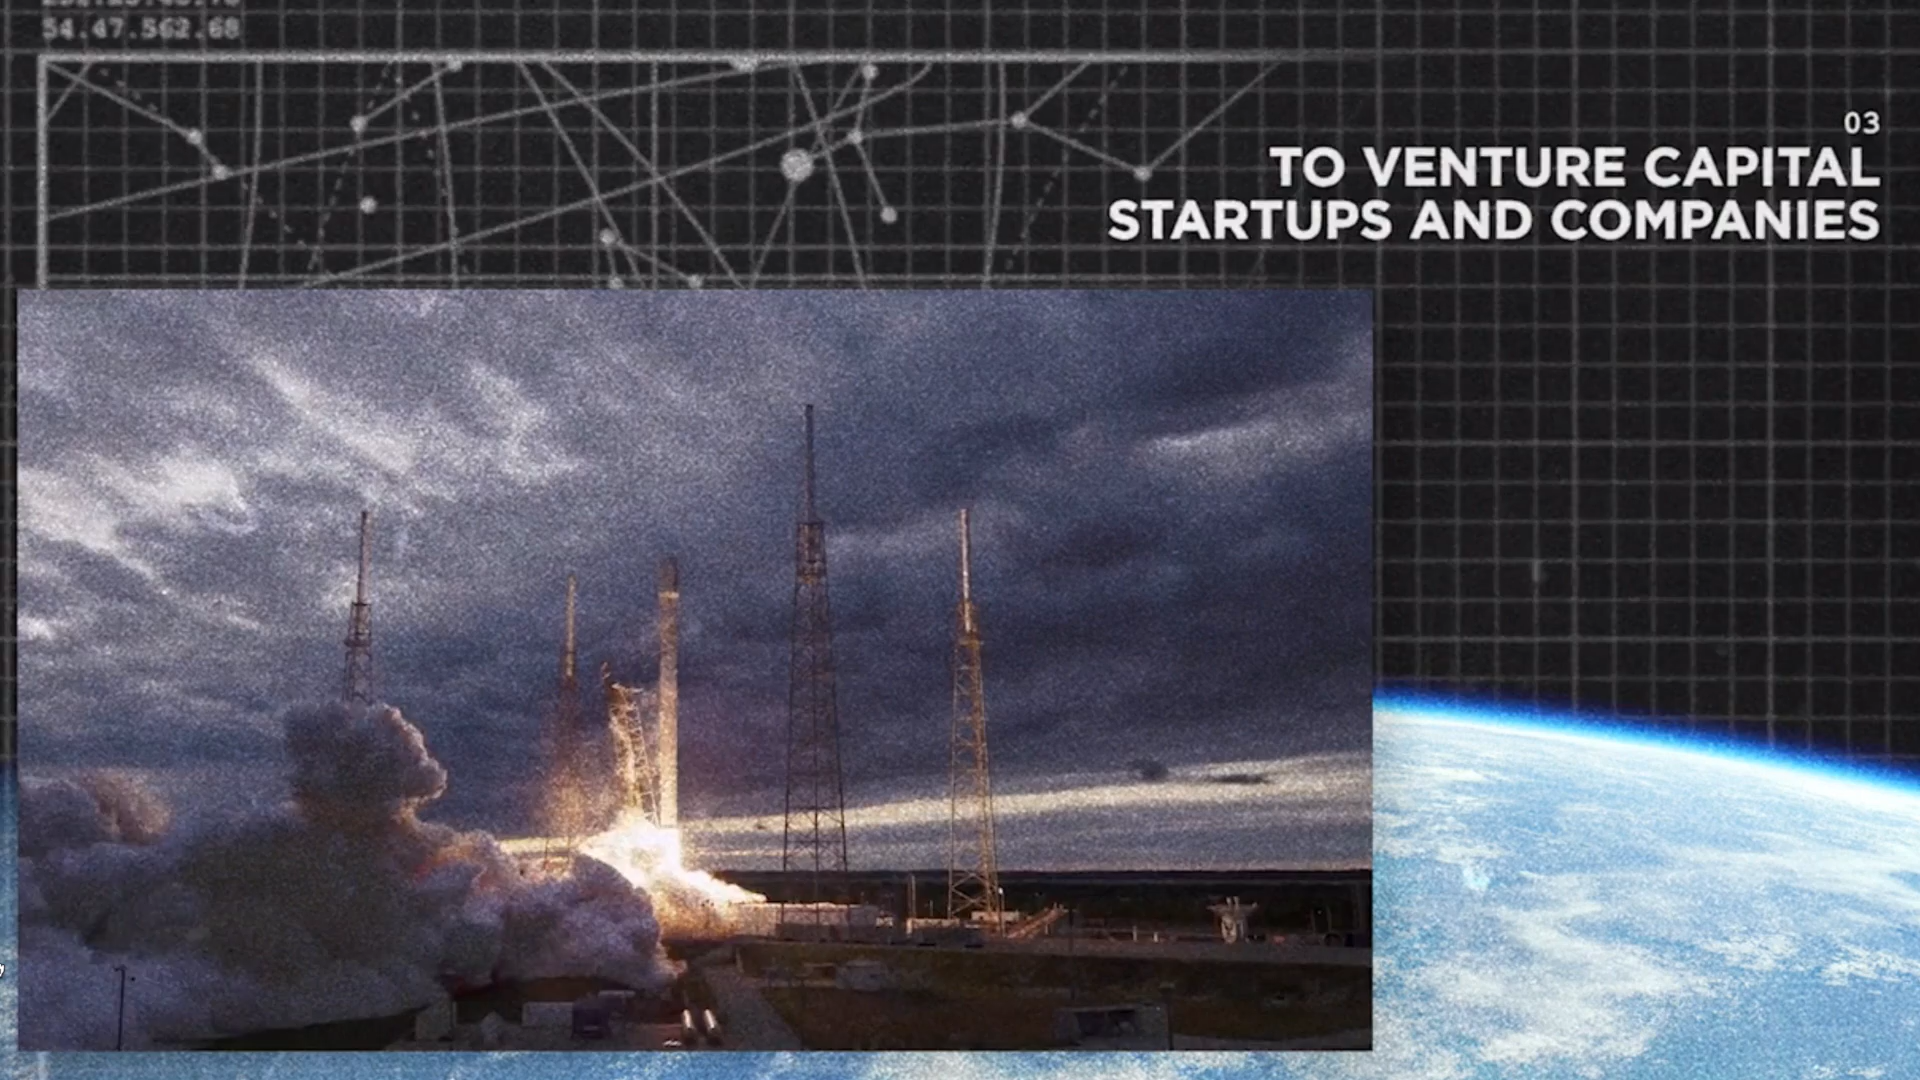 54.47.562.68
03
TO VENTURE CAPITAL
STARTUPS AND COMPANIES